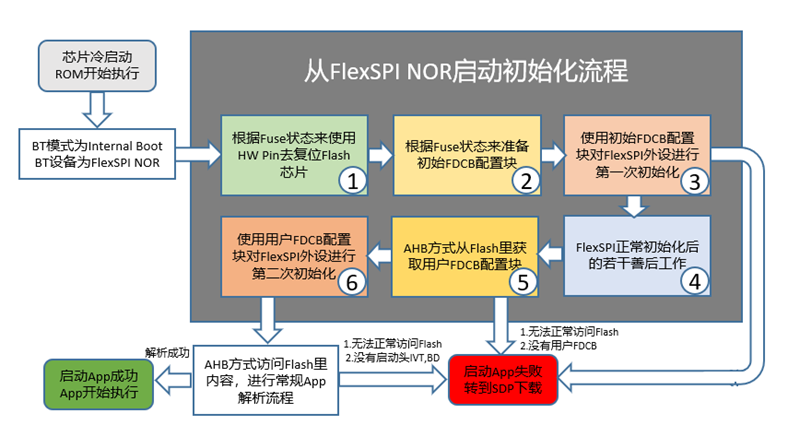 从FlexSPI NOR启动初始化流程
芯片冷启动
ROM开始执行
BT模式为Internal Boot
BT设备为FlexSPI NOR
根据Fuse状态来使用
HW Pin去复位Flash
芯片
1
根据Fuse状态来准备
初始FDCB配置块
2
使用初始FDCB配置
块对FlexSPI外设进行
第一次初始化
3
FlexSPI正常初始化后
的若干善后工作
4
AHB方式从Flash里获
取用户FDCB配置块
5
使用用户FDCB配置
块对FlexSPI外设进行
第二次初始化
6
AHB方式访问Flash里
内容，进行常规App
解析流程
解析成功
启动App成功
App开始执行
1.无法正常访问Flash
2.没有启动头IVT,BD
1.无法正常访问Flash
2.没有用户FDCB
启动App失败
转到SDP下载